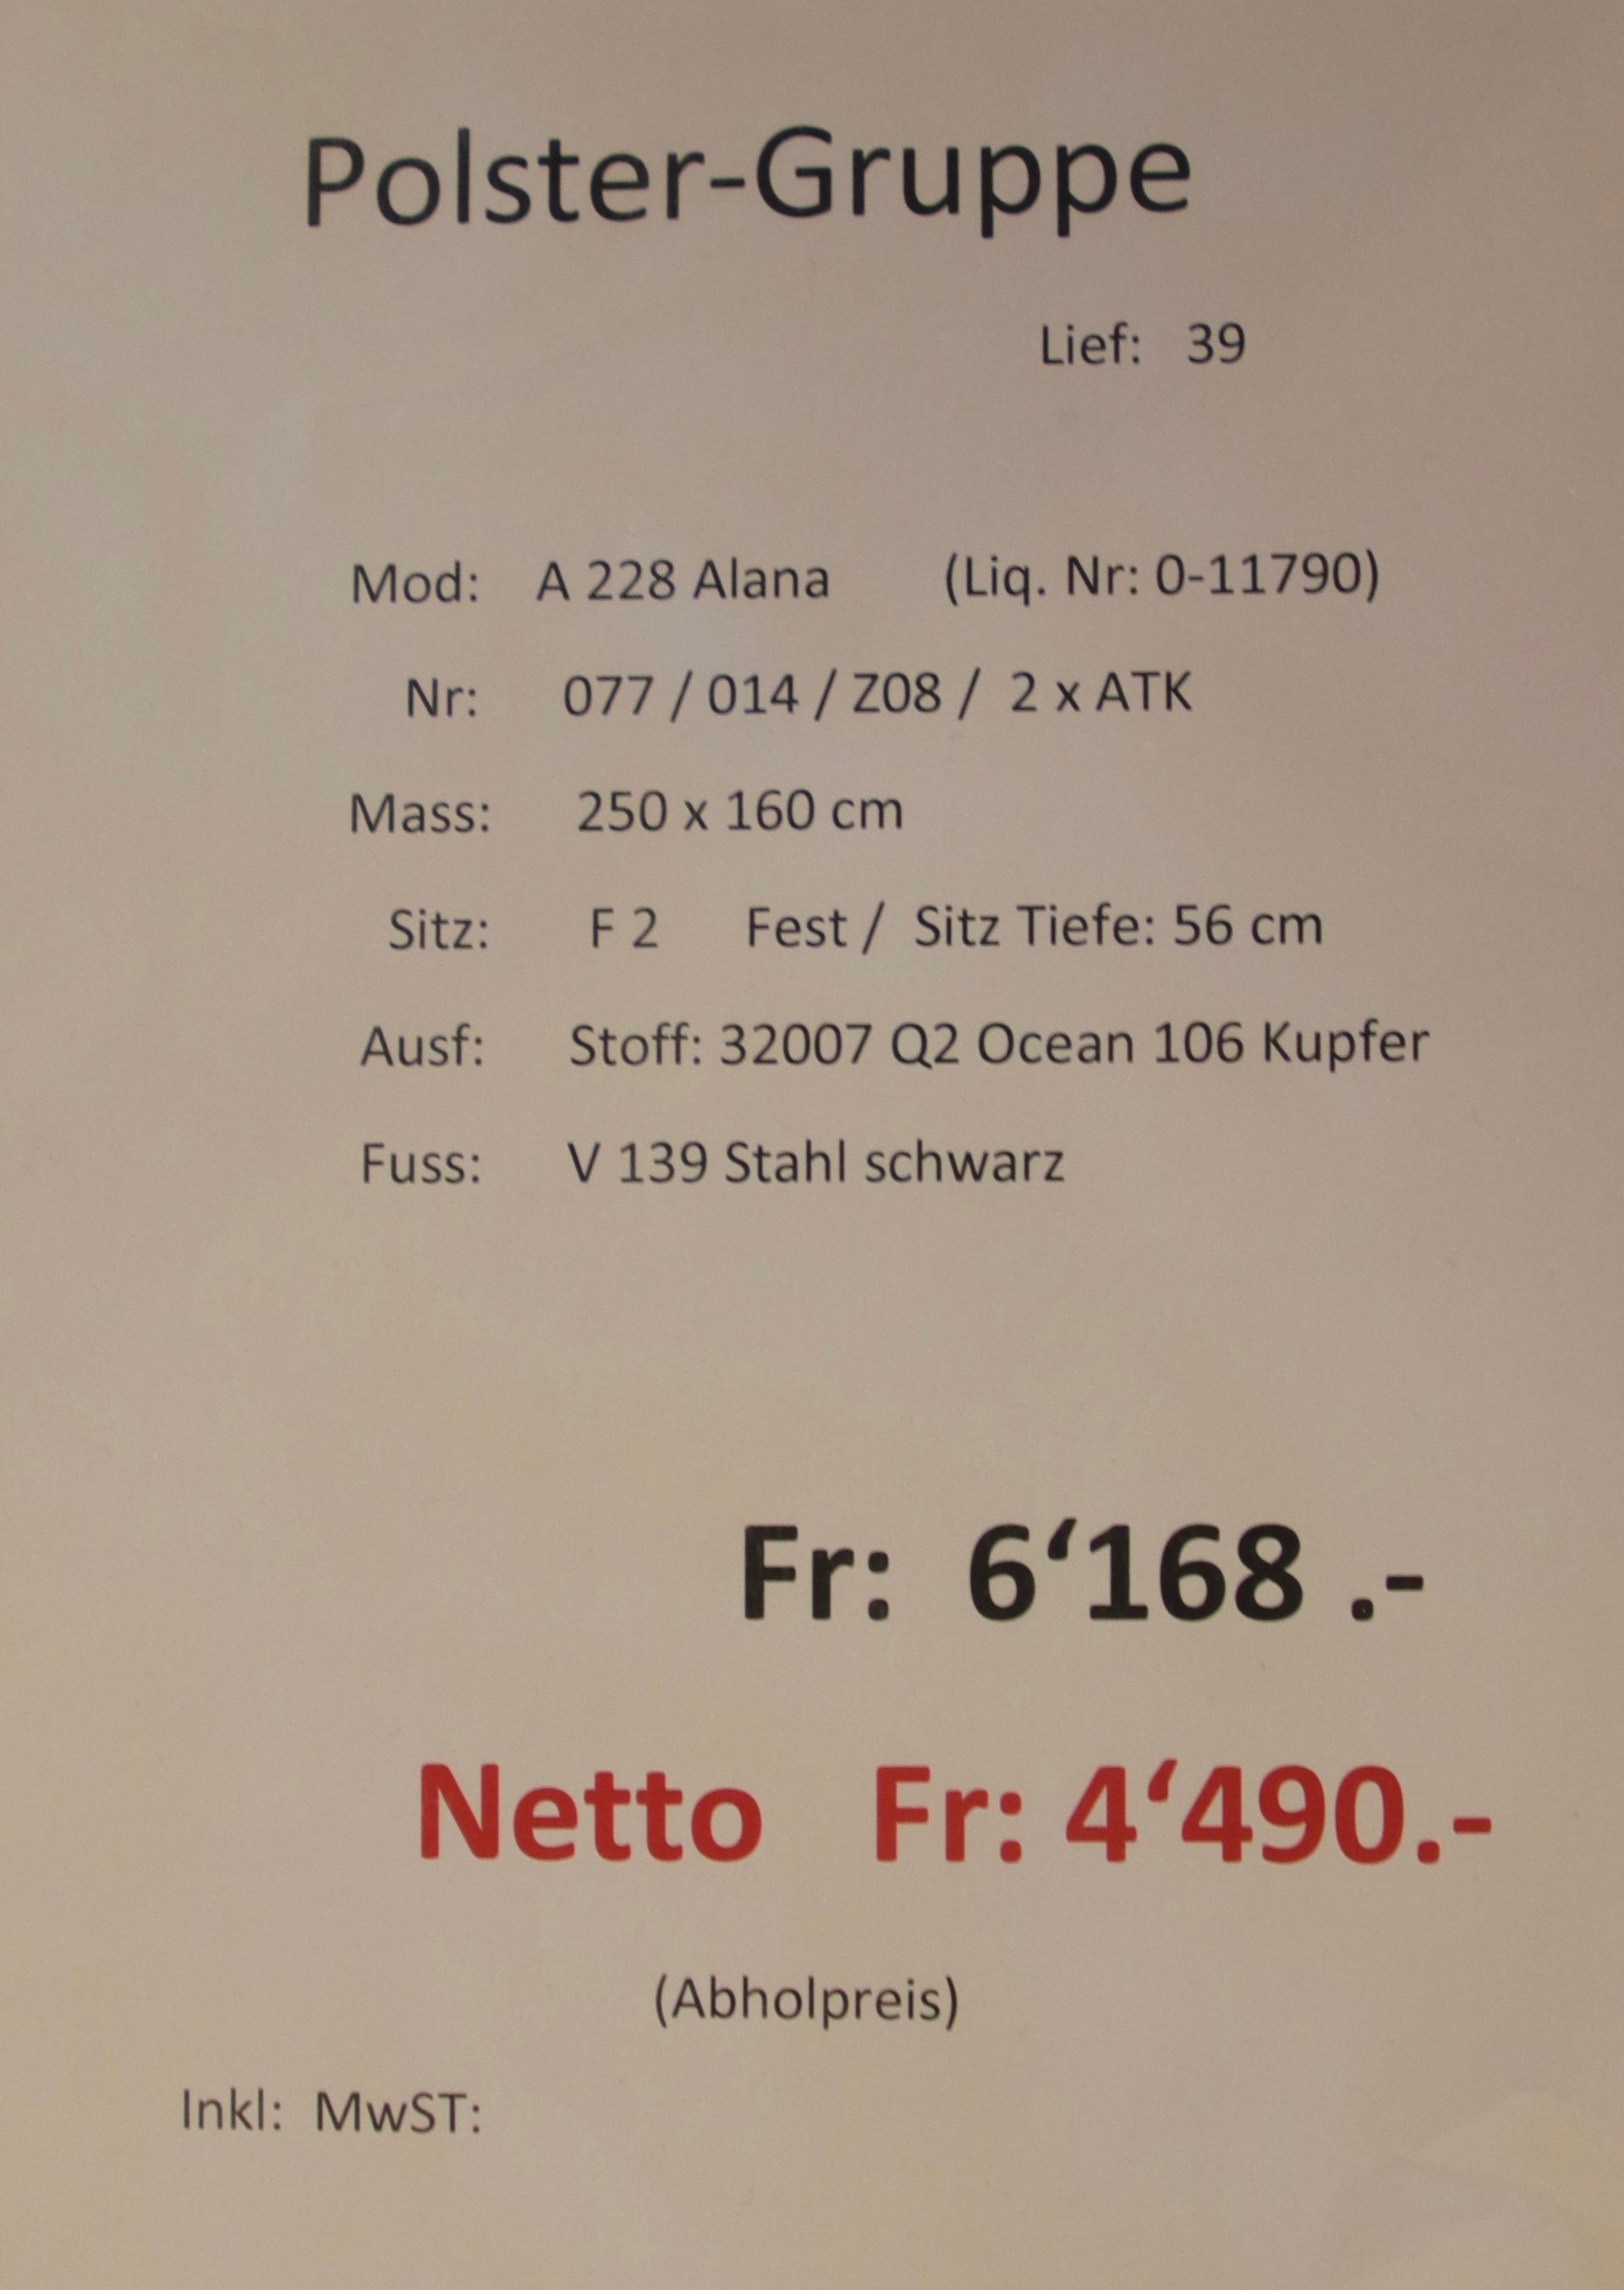 Polster-Gruppe
Lief: 39
Mod: A 228 Alana (Liq. Nr: 0-11790)
Nr: 077 / 014 / Z08 / 2 x ATK
Mass: 250 x 160 cm
Sitz: F 2 Fest / Sitz Tiefe: 56 cm
Ausf: Stoff: 32007 Q2 Ocean 106 Kupfer
Fuss: V 139 Stahl schwarz
Fr: 6‘168 .-
Netto Fr: 4‘490.-
(Abholpreis)
Inkl: MwST: